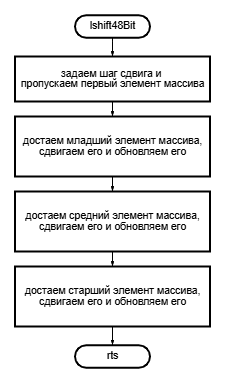 lshift48Bit
задаем шаг сдвига и
пропускаем первый элемент массива
достаем младший элемент массива,
сдвигаем его и обновляем его
достаем средний элемент массива,
сдвигаем его и обновляем его
достаем старший элемент массива,
сдвигаем его и обновляем его
rts